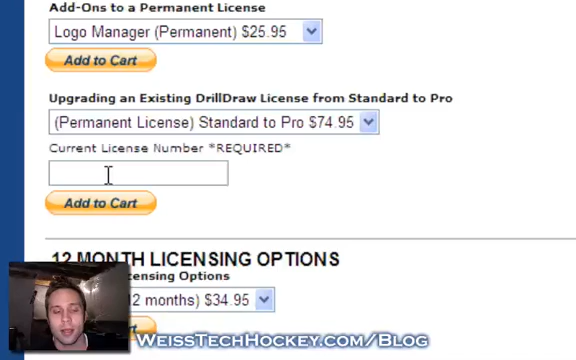 Add-Ons to a Permanent License
Logo Manager (Permanent) $25.95
Add to Cart
Upgrading an Existing DrillDraw License from Standard to Pro
(Permanent License) Standard to Pro $74.95
Current License Number *REQUIRED*
Add to Cart
12 MONTH LICENSING OPTIONS
Options
12 months) $34.95
WeissTechHockey.com/Blog